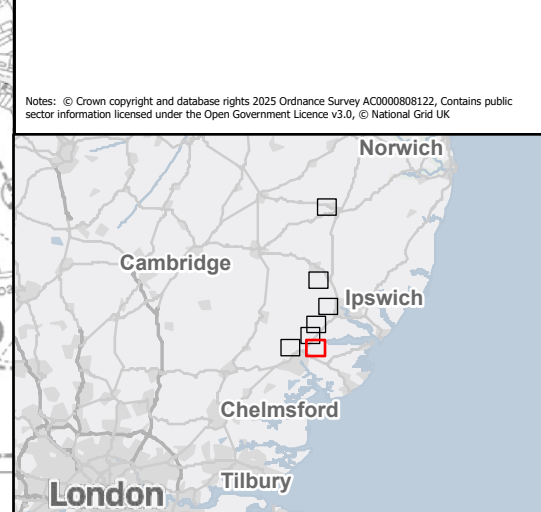 Notes: © Crown copyright and database rights 2025 Ordnance Survey AC0000808122, Contains public
sector information licensed under the Open Government Licence v3.0, © National Grid UK
Norwich
Cambridge
Ipswich
Chelmsford
Tilbury
London